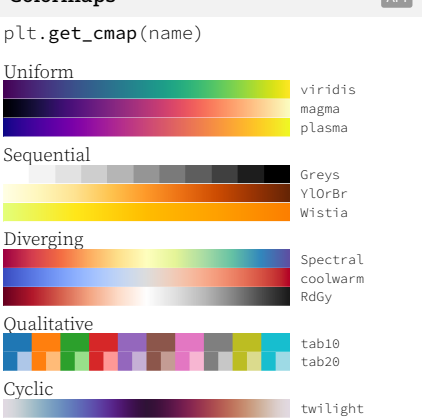 plt.get_cmap(name)
Uniform
viridis
magma
plasma
Sequential
Greys
YlOrBr
Wistia
Diverging
Spectral
coolwarm
RdGy
Qualitative
tab10
tab20
Cyclic
twilight